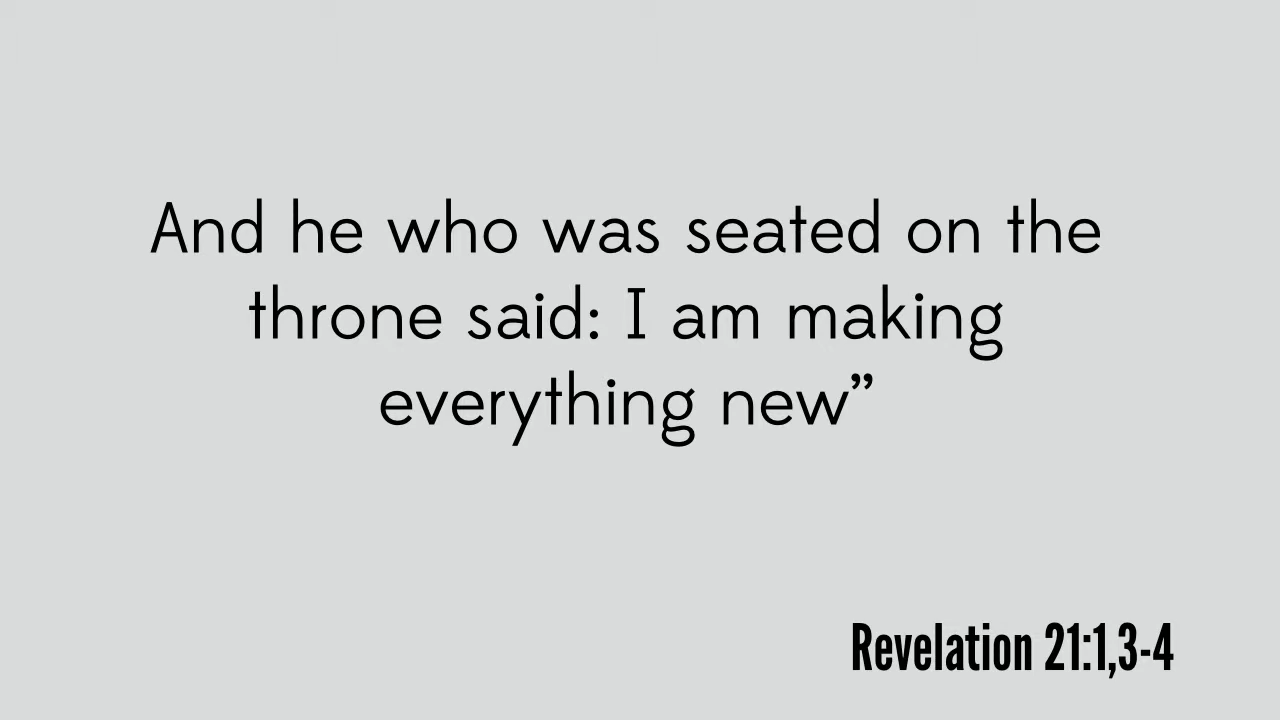 And he who was seated on the
throne said: I am making
everything new”
Revelation 21:1,3-4